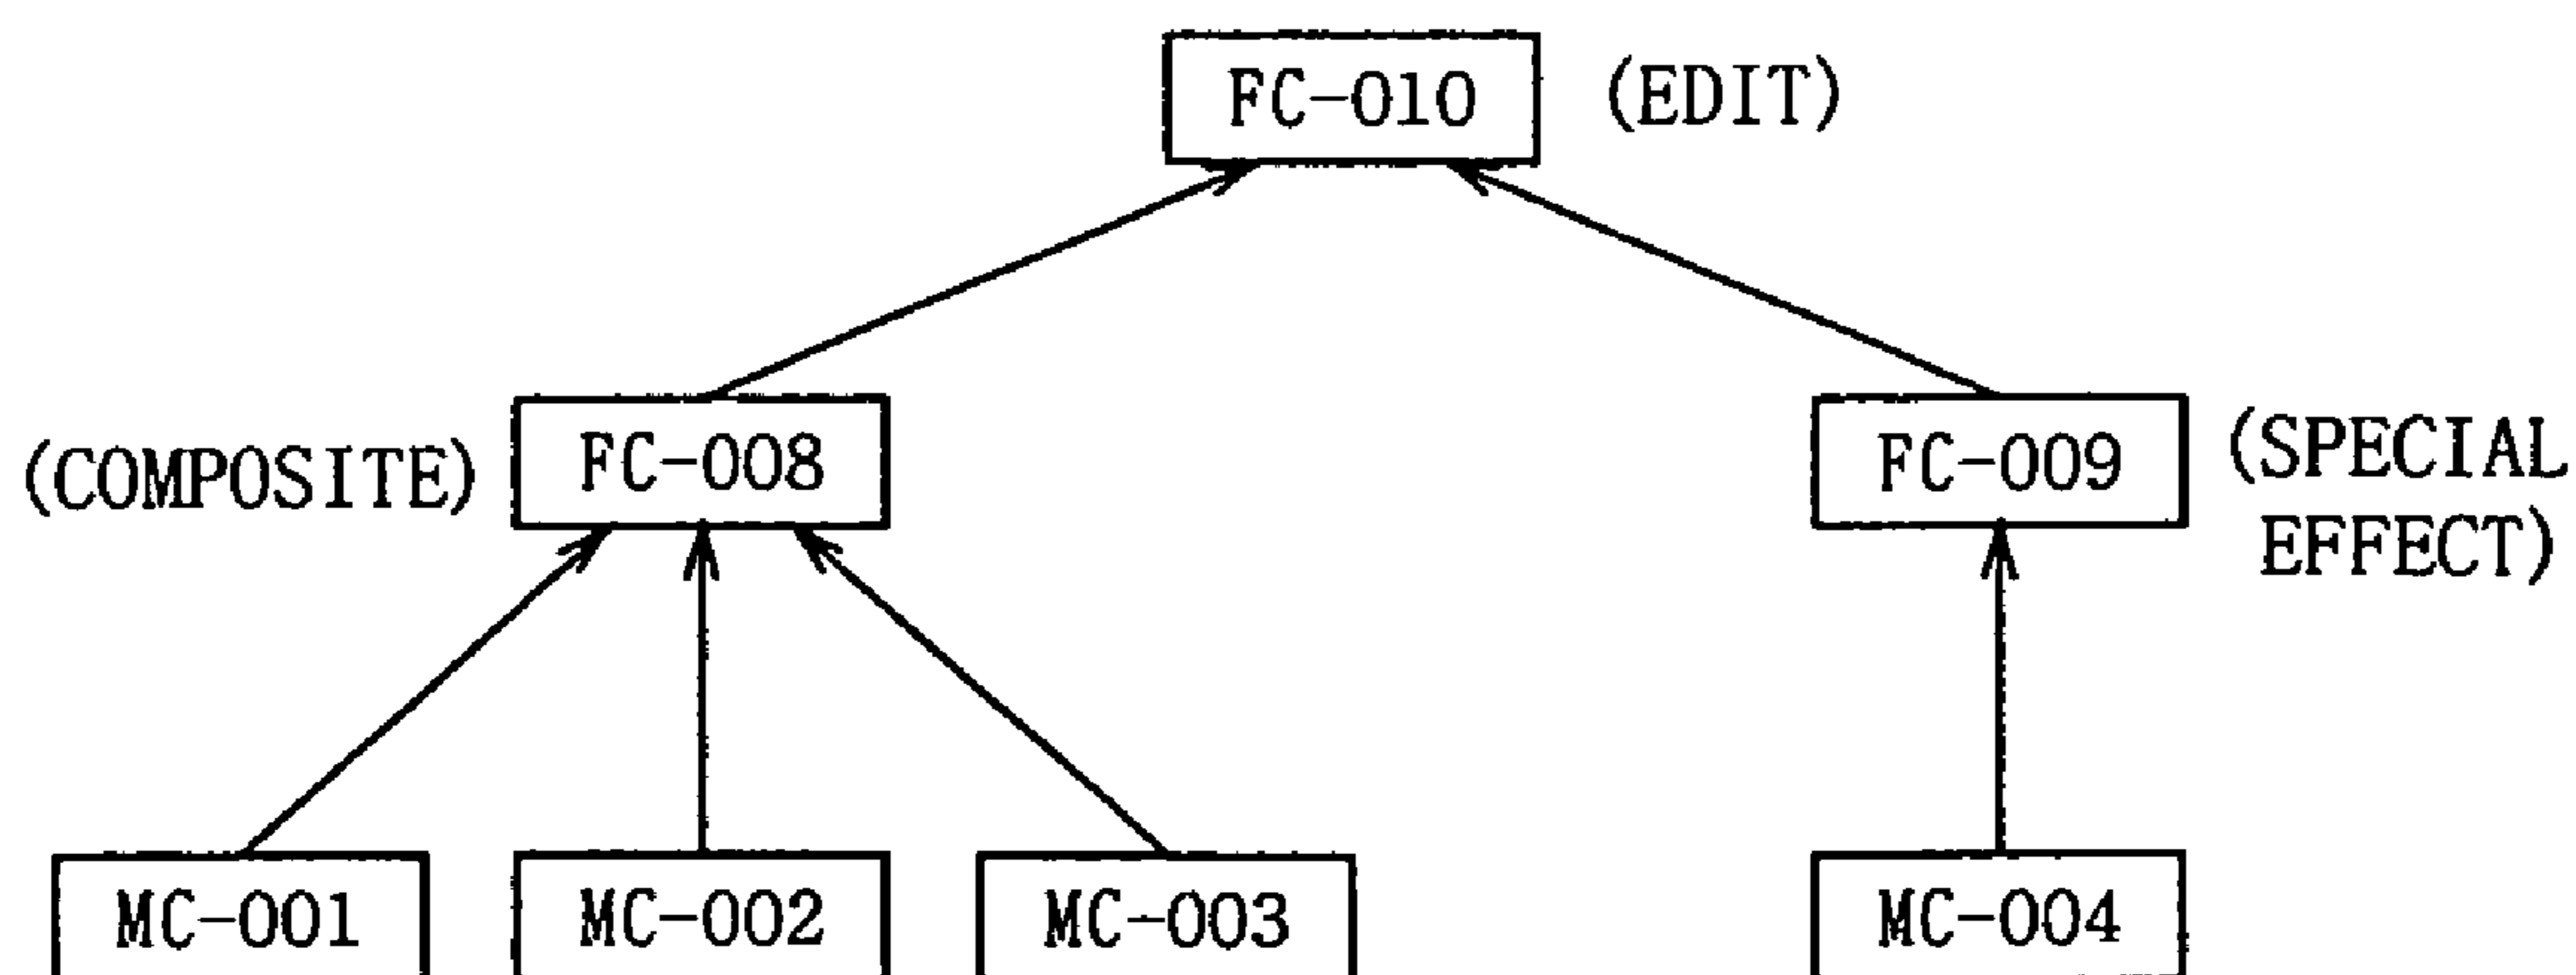 FC-010 (EDIT)
(COMPOSITE) FC-008 FC-009 (SPECIAL
EFFECT)
MC-001 MC-002 MC-003 MC-004